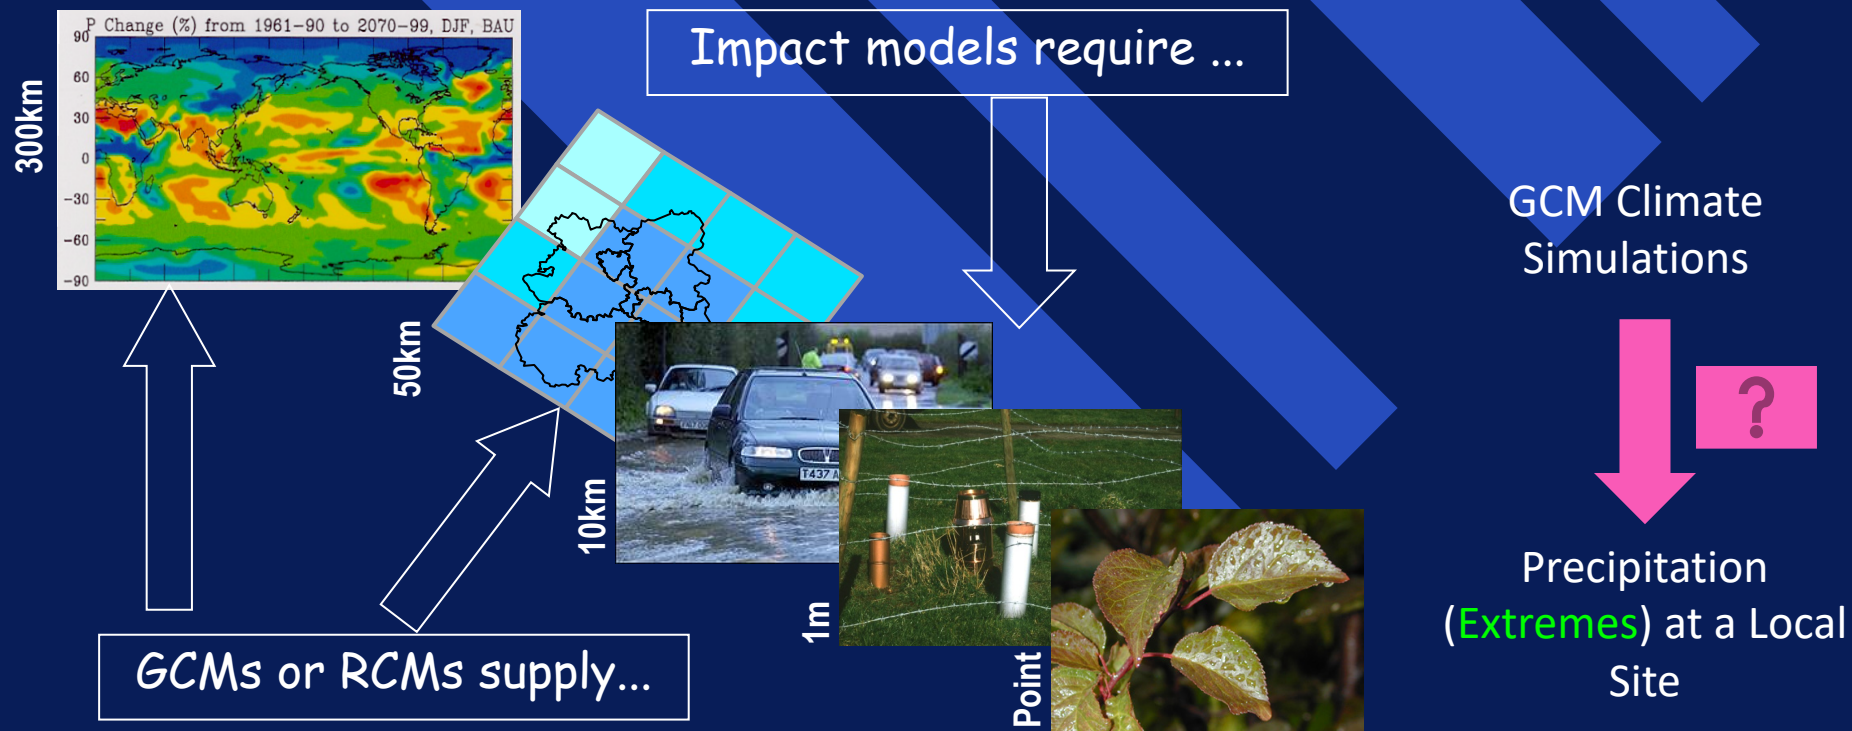 P Change (%) from 1961-90 to 2070-99, DJF, BAU
90
60
30
0
-30
-60
-90
300km
Impact models require ...
50km
10km
T437 A
1m
Point
GCMs or RCMs supply...
GCM Climate
Simulations
?
Precipitation
(Extremes) at a Local
Site